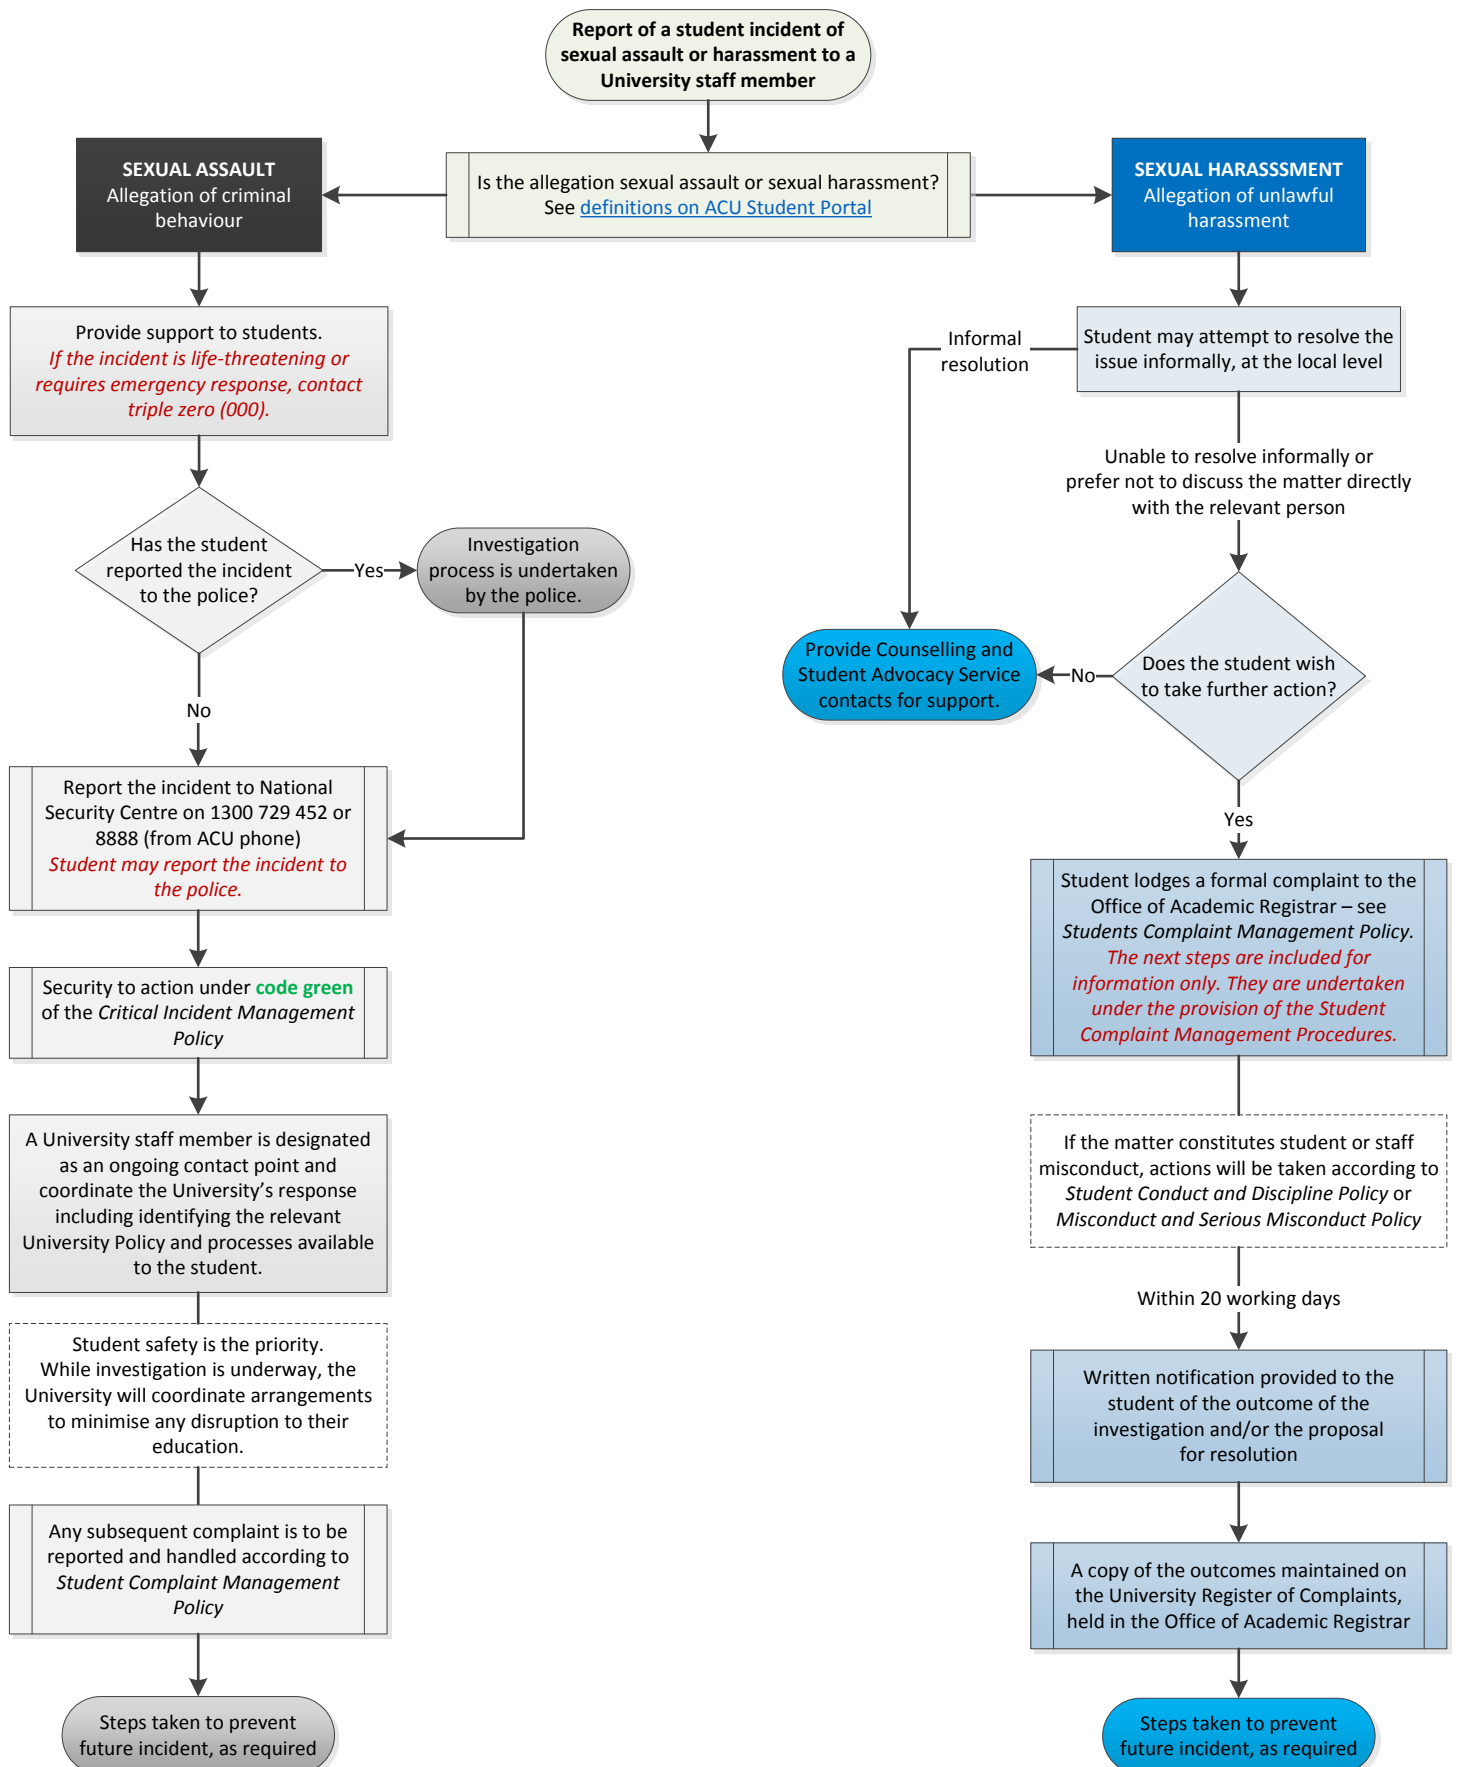 Report of a student incident of
sexual assault or harassment to a
University staff member
SEXUAL ASSAULT
Allegation of criminal
behaviour
Is the allegation sexual assault or sexual harassment?
See definitions on ACU Student Portal
SEXUAL HARASSSMENT
Allegation of unlawful
harassment
Provide support to students.
If the incident is life-threatening or
requires emergency response, contact
triple zero (000).
Has the student
reported the incident
to the police?
Yes
Investigation
process is undertaken
by the police.
No
Report the incident to National
Security Centre on 1300 729 452 or
8888 (from ACU phone)
Student may report the incident to
the police.
Security to action under code green
of the Critical Incident Management
Policy
A University staff member is designated
as an ongoing contact point and
coordinate the University's response
including identifying the relevant
University Policy and processes available
to the student.
Student safety is the priority.
While investigation is underway, the
University will coordinate arrangements
to minimise any disruption to their
education.
Any subsequent complaint is to be
reported and handled according to
Student Complaint Management
Policy
Steps taken to prevent
future incident, as required
Student may attempt to resolve the
issue informally, at the local level
Informal
resolution
Unable to resolve informally or
prefer not to discuss the matter directly
with the relevant person
Does the student wish
to take further action?
No
Provide Counselling and
Student Advocacy Service
contacts for support.
Yes
Student lodges a formal complaint to the
Office of Academic Registrar – see
Students Complaint Management Policy.
The next steps are included for
information only. They are undertaken
under the provision of the Student
Complaint Management Procedures.
If the matter constitutes student or staff
misconduct, actions will be taken according to
Student Conduct and Discipline Policy or
Misconduct and Serious Misconduct Policy
Within 20 working days
Written notification provided to the
student of the outcome of the
investigation and/or the proposal
for resolution
A copy of the outcomes maintained on
the University Register of Complaints,
held in the Office of Academic Registrar
Steps taken to prevent
future incident, as required